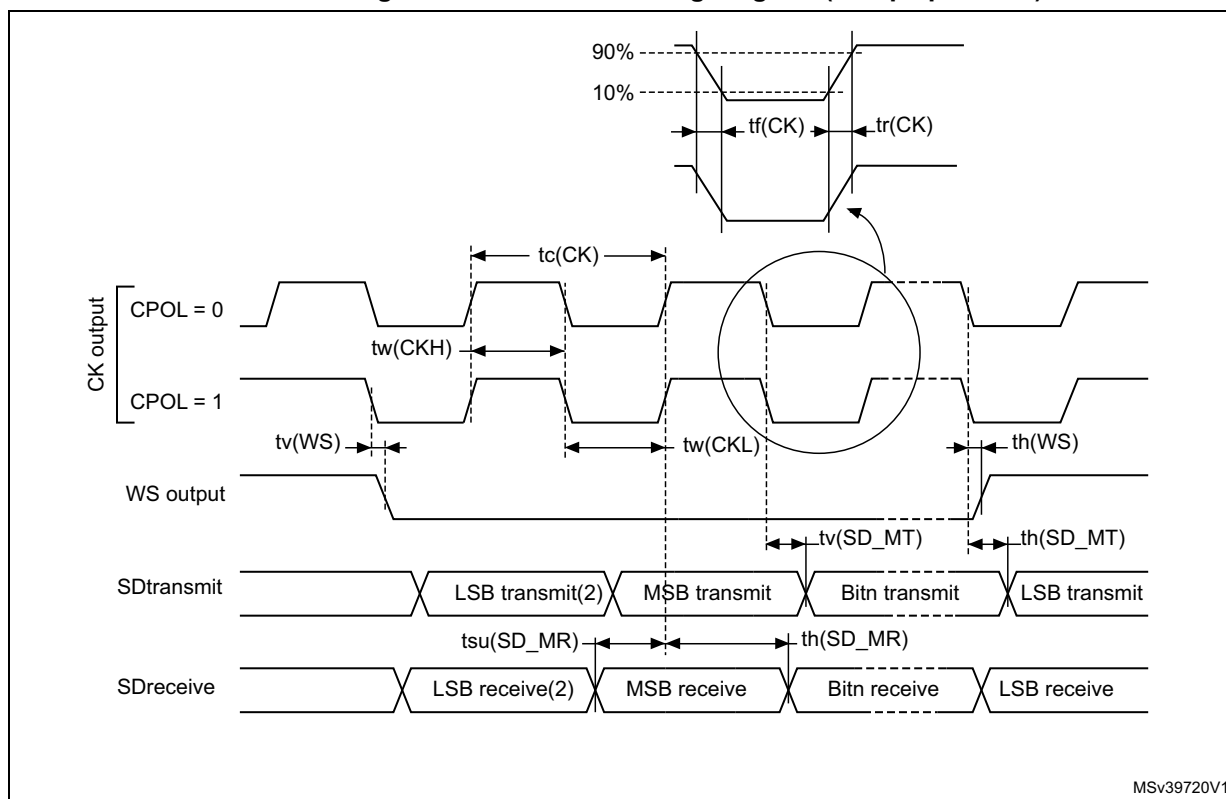 90%
10%
tf(CK)
tr(CK)
tc(CK)
CK output
CPOL = 0
tw(CKH)
CPOL = 1
tv(WS)
tw(CKL)
th(WS)
WS output
tv(SD_MT)
th(SD_MT)
SDtransmit
LSB transmit(2)
MSB transmit
Bitn transmit
LSB transmit
tsu(SD_MR)
th(SD_MR)
SDreceive
LSB receive(2)
MSB receive
Bitn receive
LSB receive
MSv39720V1